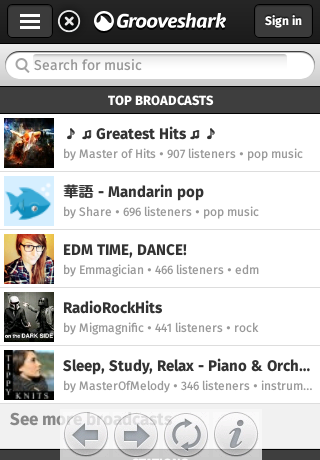 Grooveshark
Sign in
Search for music
TOP BROADCASTS
♪ ♫ Greatest Hits ♫ ♪
by Master of Hits • 907 listeners • pop music
華語 - Mandarin pop
by Share • 696 listeners • pop music
EDM TIME, DANCE!
by Emmagician • 466 listeners • edm
RadioRockHits
by Migmagnific • 441 listeners • rock
on the DARK SIDE
Sleep, Study, Relax - Piano & Orch...
by MasterOfMelody • 346 listeners • instrum...
TIPPY
KNITS
See more broadcasts